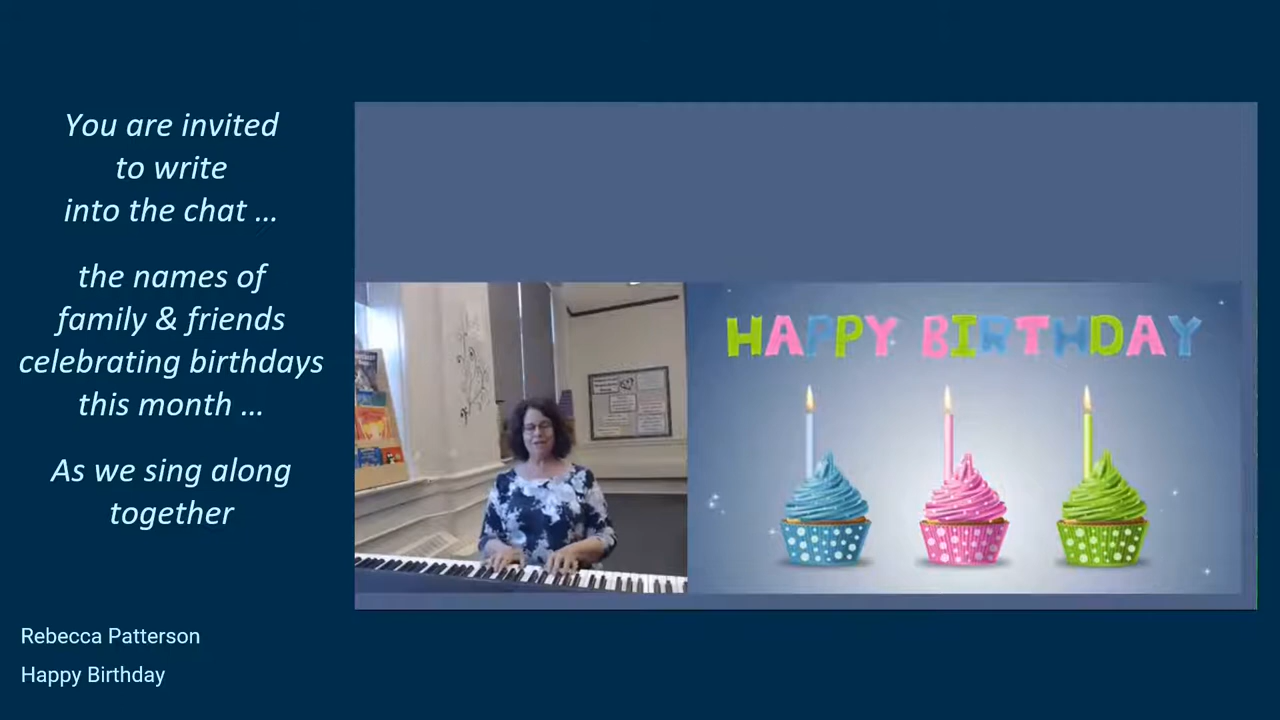 You are invited
to write
into the chat …
the names of
family & friends
celebrating birthdays
this month …
As we sing along
together
HAPPY BIRTHDAY
Rebecca Patterson
Happy Birthday